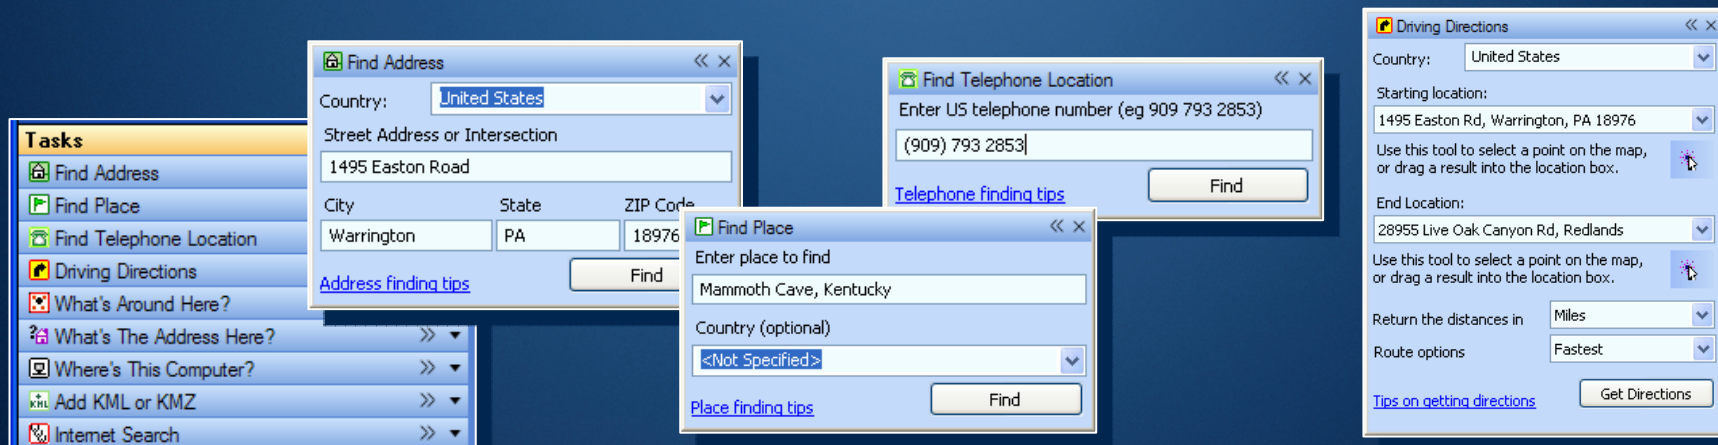 Tasks
Find Address
Find Place
Find Telephone Location
Driving Directions
What's Around Here?
What's The Address Here?
Where's This Computer?
Add KML or KMZ
Internet Search
Find Address
Country: United States
Street Address or Intersection
1495 Easton Road
City State ZIP Code
Warrington PA 18976
Address finding tips Find
Find Place
Enter place to find
Mammoth Cave, Kentucky
Country (optional)
<Not Specified>
Place finding tips Find
Find Telephone Location
Enter US telephone number (eg 909 793 2853)
(909) 793 2853
Telephone finding tips Find
Driving Directions
Country: United States
Starting location:
1495 Easton Rd, Warrington, PA 18976
Use this tool to select a point on the map,
or drag a result into the location box.
End Location:
28955 Live Oak Canyon Rd, Redlands
Use this tool to select a point on the map,
or drag a result into the location box.
Return the distances in Miles
Route options Fastest
Tips on getting directions Get Directions